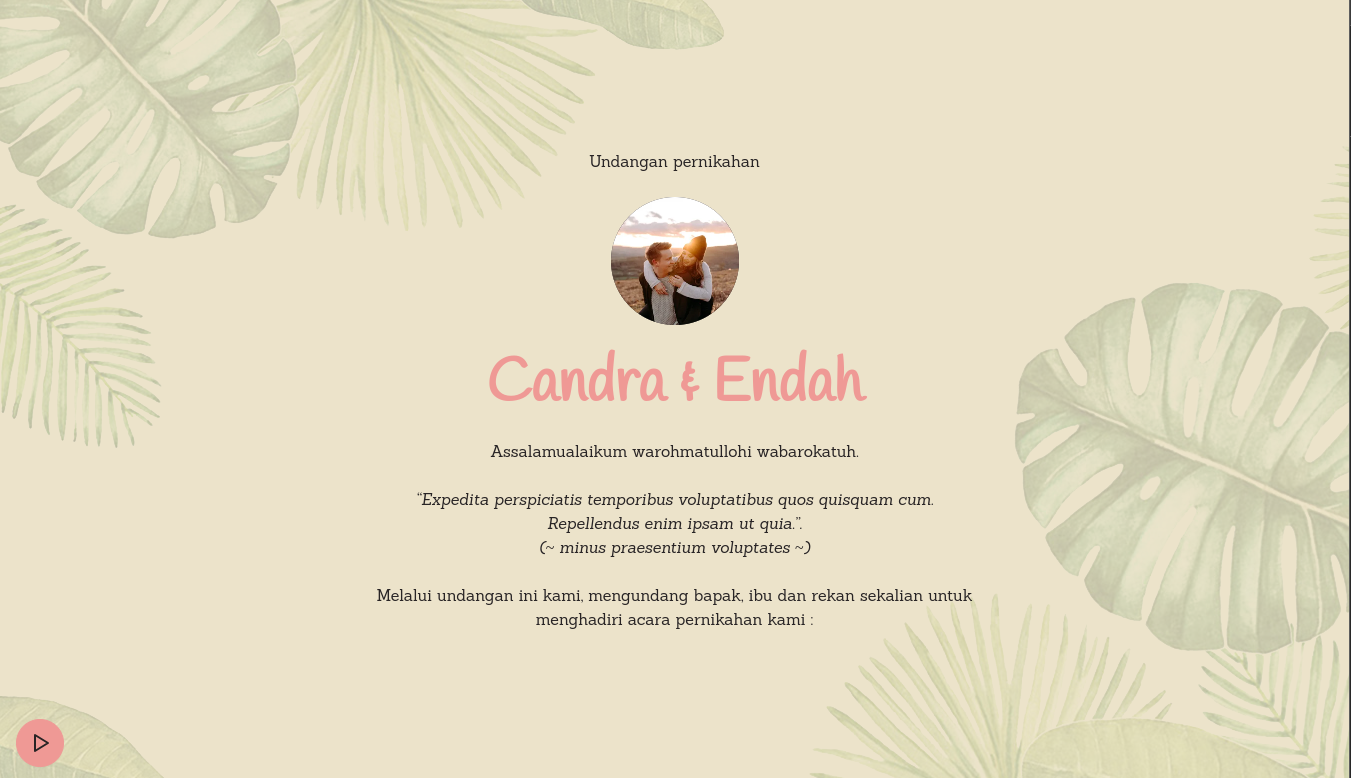 Undangan pernikahan
Candra & Endah
Assalamualaikum warohmatullohi wabarokatuh.
“Expedita perspiciatis temporibus voluptatibus quos quisquam cum.
Repellendus enim ipsam ut quia.”.
(~ minus praesentium voluptates ~)
Melalui undangan ini kami, mengundang bapak, ibu dan rekan sekalian untuk
menghadiri acara pernikahan kami :